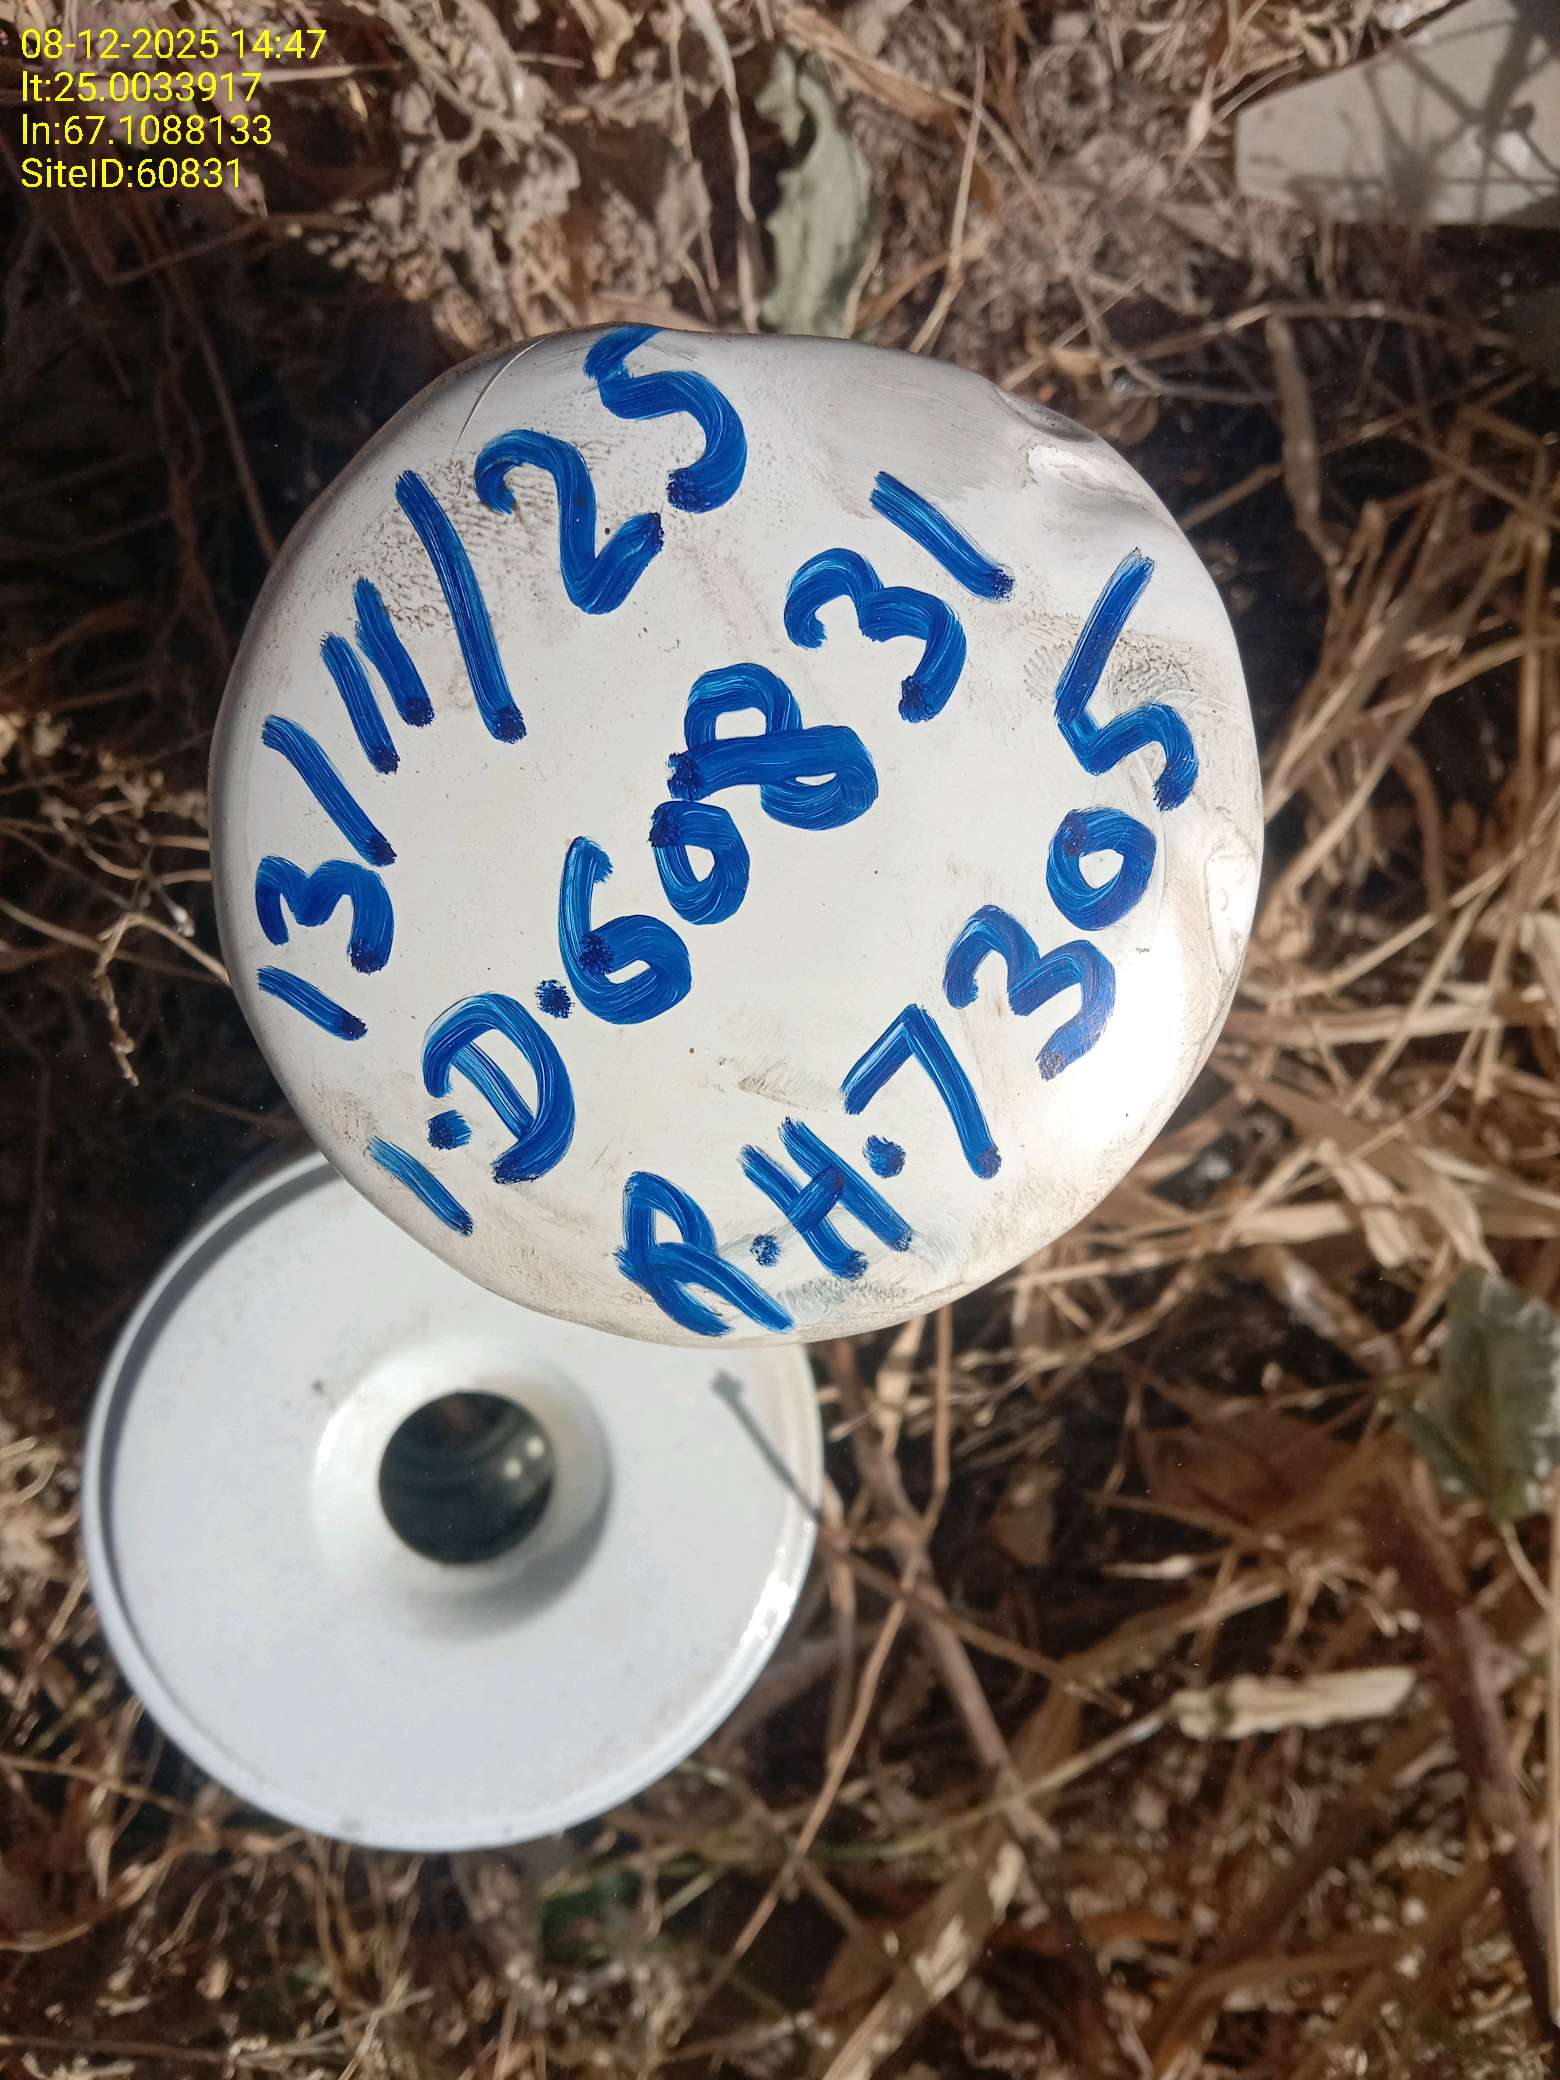 08-12-2025 14:47
lt:25.0033917
ln:67.1088133
SiteID:60831
13/11/25
I.D.60831
R.H.7305